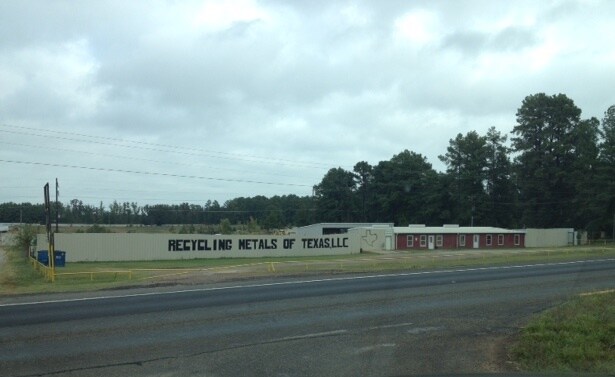 RECYCLING METALS OF TEXAS,LLC